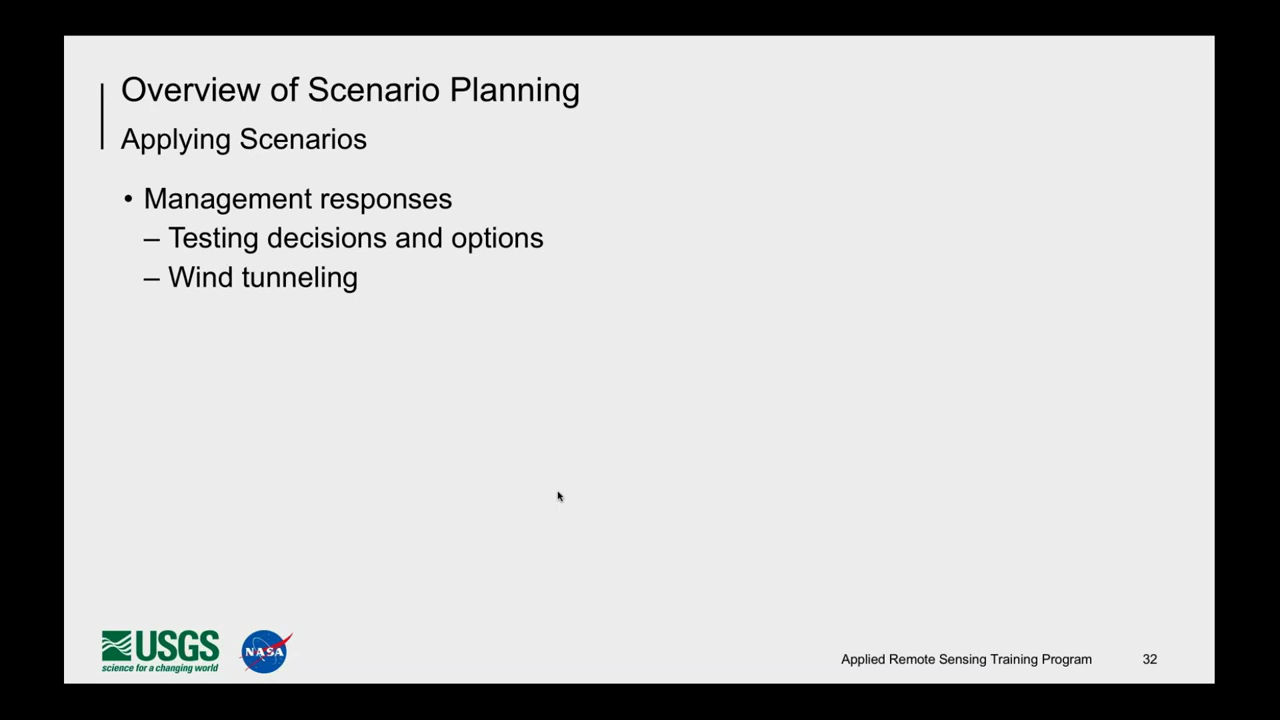 Overview of Scenario Planning
Applying Scenarios
• Management responses
– Testing decisions and options
– Wind tunneling
USGS
science for a changing world
NASA
Applied Remote Sensing Training Program 32